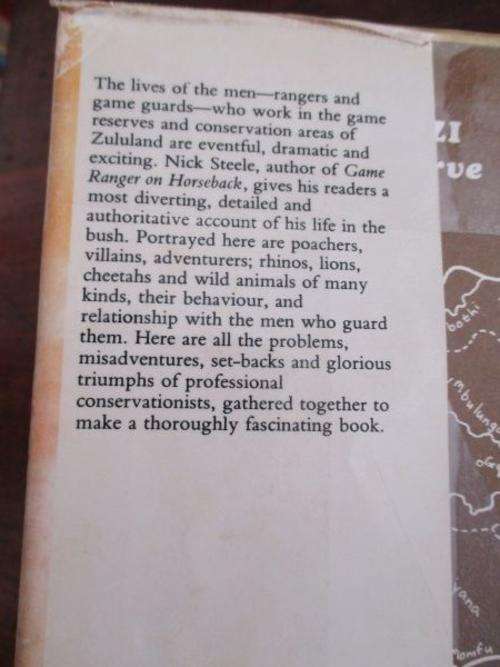 The lives of the men—rangers and
game guards—who work in the game
reserves and conservation areas of
Zululand are eventful, dramatic and
exciting. Nick Steele, author of Game
Ranger on Horseback, gives his readers a
most diverting, detailed and
authoritative account of his life in the
bush. Portrayed here are poachers,
villains, adventurers; rhinos, lions,
cheetahs and wild animals of many
kinds, their behaviour, and
relationship with the men who guard
them. Here are all the problems,
misadventures, set-backs and glorious
triumphs of professional
conservationists, gathered together to
make a thoroughly fascinating book.
ZI
rve